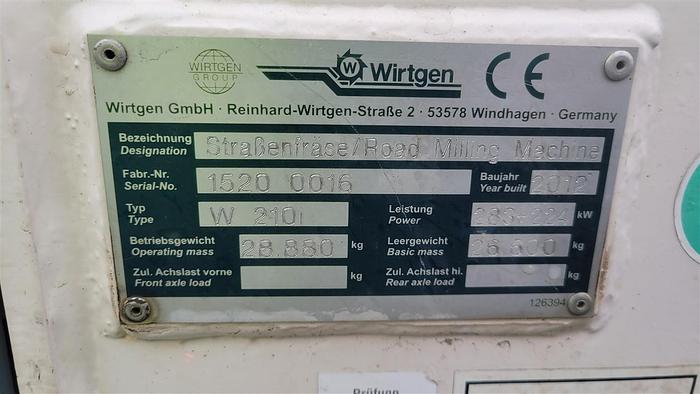 WIRTGEN
GROUP
W Wirtgen CE
Wirtgen GmbH · Reinhard-Wirtgen-Straße 2 · 53578 Windhagen · Germany
Bezeichnung
Designation
Straßenfräse/Road Milling Machine
Fabr.-Nr.
Serial-No.
1520 0016
Baujahr
Year built
2012
Typ
Type
W 210i
Leistung
Power
kW
Betriebsgewicht
Operating mass
28.880 kg
Leergewicht
Basic mass
kg
Zul. Achslast vorne
Front axle load
kg
Zul. Achslast hi.
Rear axle load
kg
126394
Prüfung